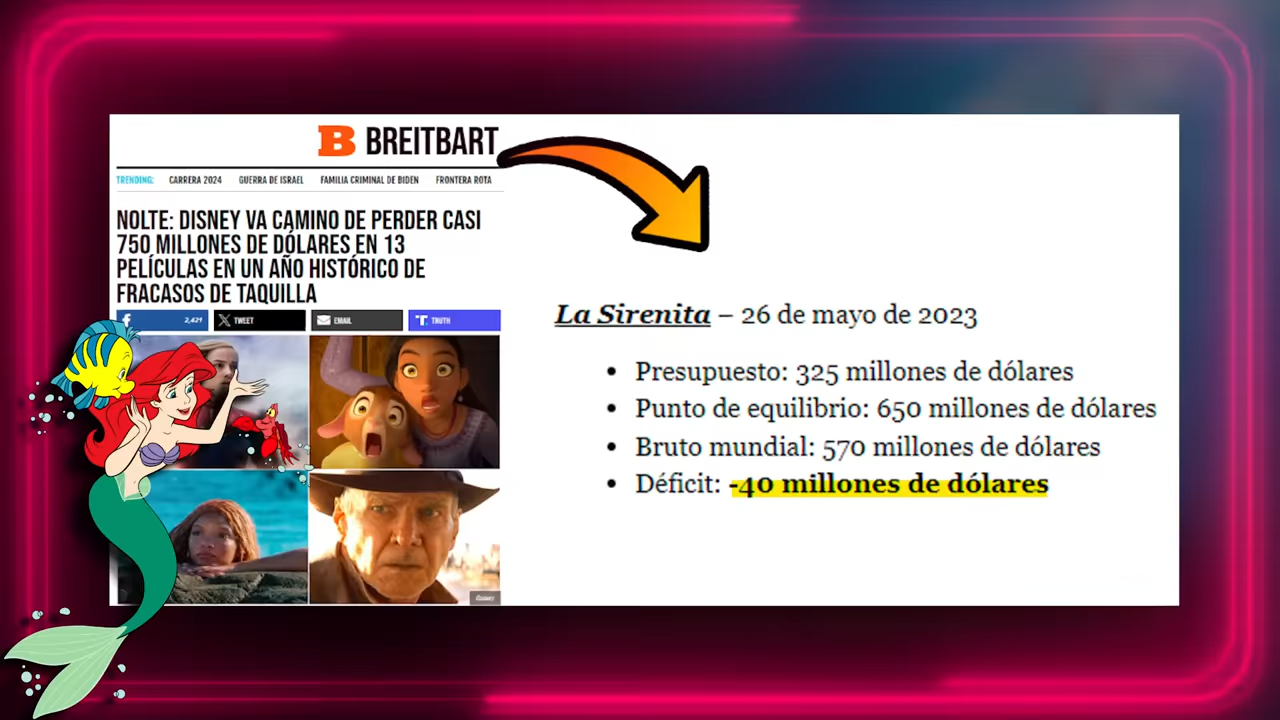 B BREITBART
TRENDING: CARRERA 2024 GUERRA DE ISRAEL FAMILIA CRIMINAL DE BIDEN FRONTERA ROTA
NOLTE: DISNEY VA CAMINO DE PERDER CASI
750 MILLONES DE DÓLARES EN 13
PELÍCULAS EN UN AÑO HISTÓRICO DE
FRACASOS DE TAQUILLA
f 2,421 X TWEET EMAIL T TRUTH
La Sirenita – 26 de mayo de 2023
• Presupuesto: 325 millones de dólares
• Punto de equilibrio: 650 millones de dólares
• Bruto mundial: 570 millones de dólares
• Déficit: -40 millones de dólares